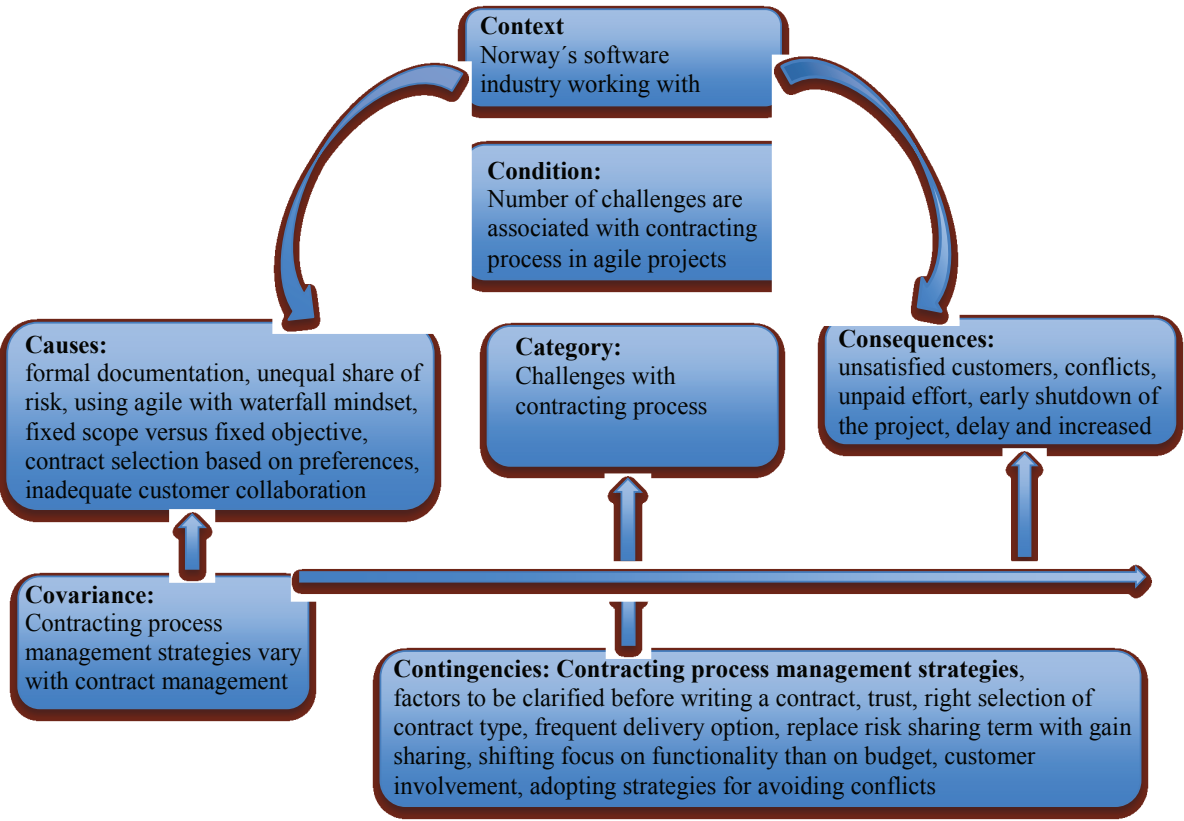 Context
Norway´s software
industry working with
Condition:
Number of challenges are
associated with contracting
process in agile projects
Causes:
formal documentation, unequal share of
risk, using agile with waterfall mindset,
fixed scope versus fixed objective,
contract selection based on preferences,
inadequate customer collaboration
Category:
Challenges with
contracting process
Consequences:
unsatisfied customers, conflicts,
unpaid effort, early shutdown of
the project, delay and increased
Covariance:
Contracting process
management strategies vary
with contract management
Contingencies: Contracting process management strategies,
factors to be clarified before writing a contract, trust, right selection of
contract type, frequent delivery option, replace risk sharing term with gain
sharing, shifting focus on functionality than on budget, customer
involvement, adopting strategies for avoiding conflicts